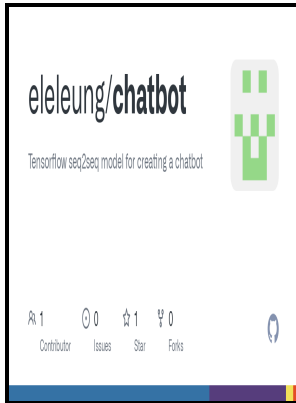 eleleung/chatbot
Tensorflow seq2seq model for creating a chatbot
1 0 1 0
Contributor Issues Star Forks